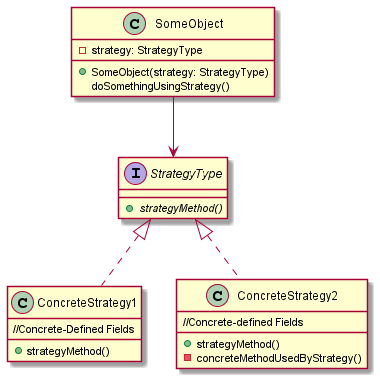 C SomeObject
strategy: StrategyType
SomeObject(strategy: StrategyType)
doSomethingUsingStrategy()
I StrategyType
strategyMethod()
C ConcreteStrategy1
//Concrete-Defined Fields
strategyMethod()
C ConcreteStrategy2
//Concrete-defined Fields
strategyMethod()
concreteMethodUsedByStrategy()